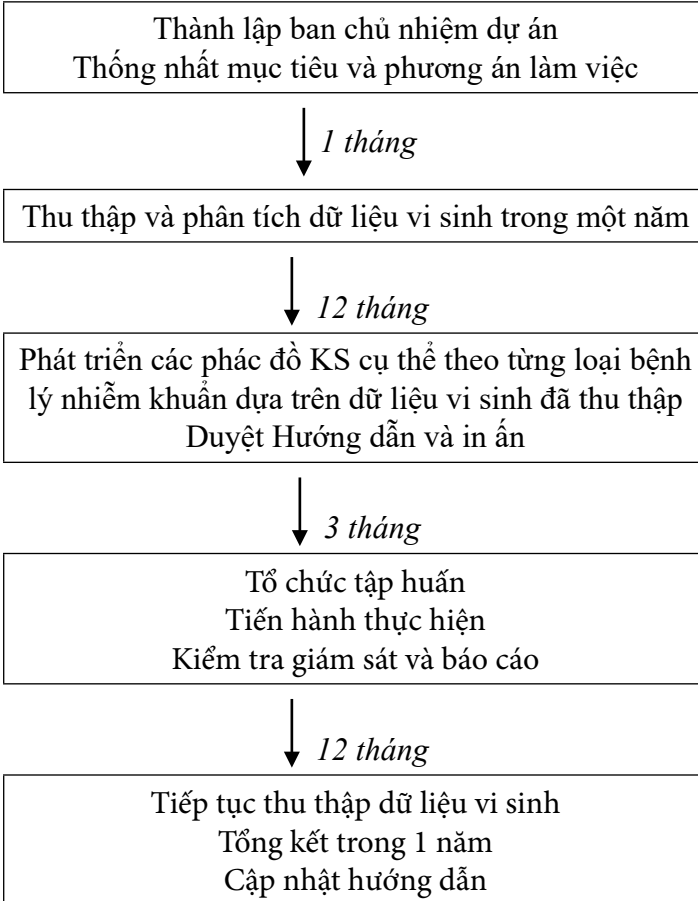 Thành lập ban chủ nhiệm dự án
Thống nhất mục tiêu và phương án làm việc
1 tháng
Thu thập và phân tích dữ liệu vi sinh trong một năm
12 tháng
Phát triển các phác đồ KS cụ thể theo từng loại bệnh
lý nhiễm khuẩn dựa trên dữ liệu vi sinh đã thu thập
Duyệt Hướng dẫn và in ấn
3 tháng
Tổ chức tập huấn
Tiến hành thực hiện
Kiểm tra giám sát và báo cáo
12 tháng
Tiếp tục thu thập dữ liệu vi sinh
Tổng kết trong 1 năm
Cập nhật hướng dẫn